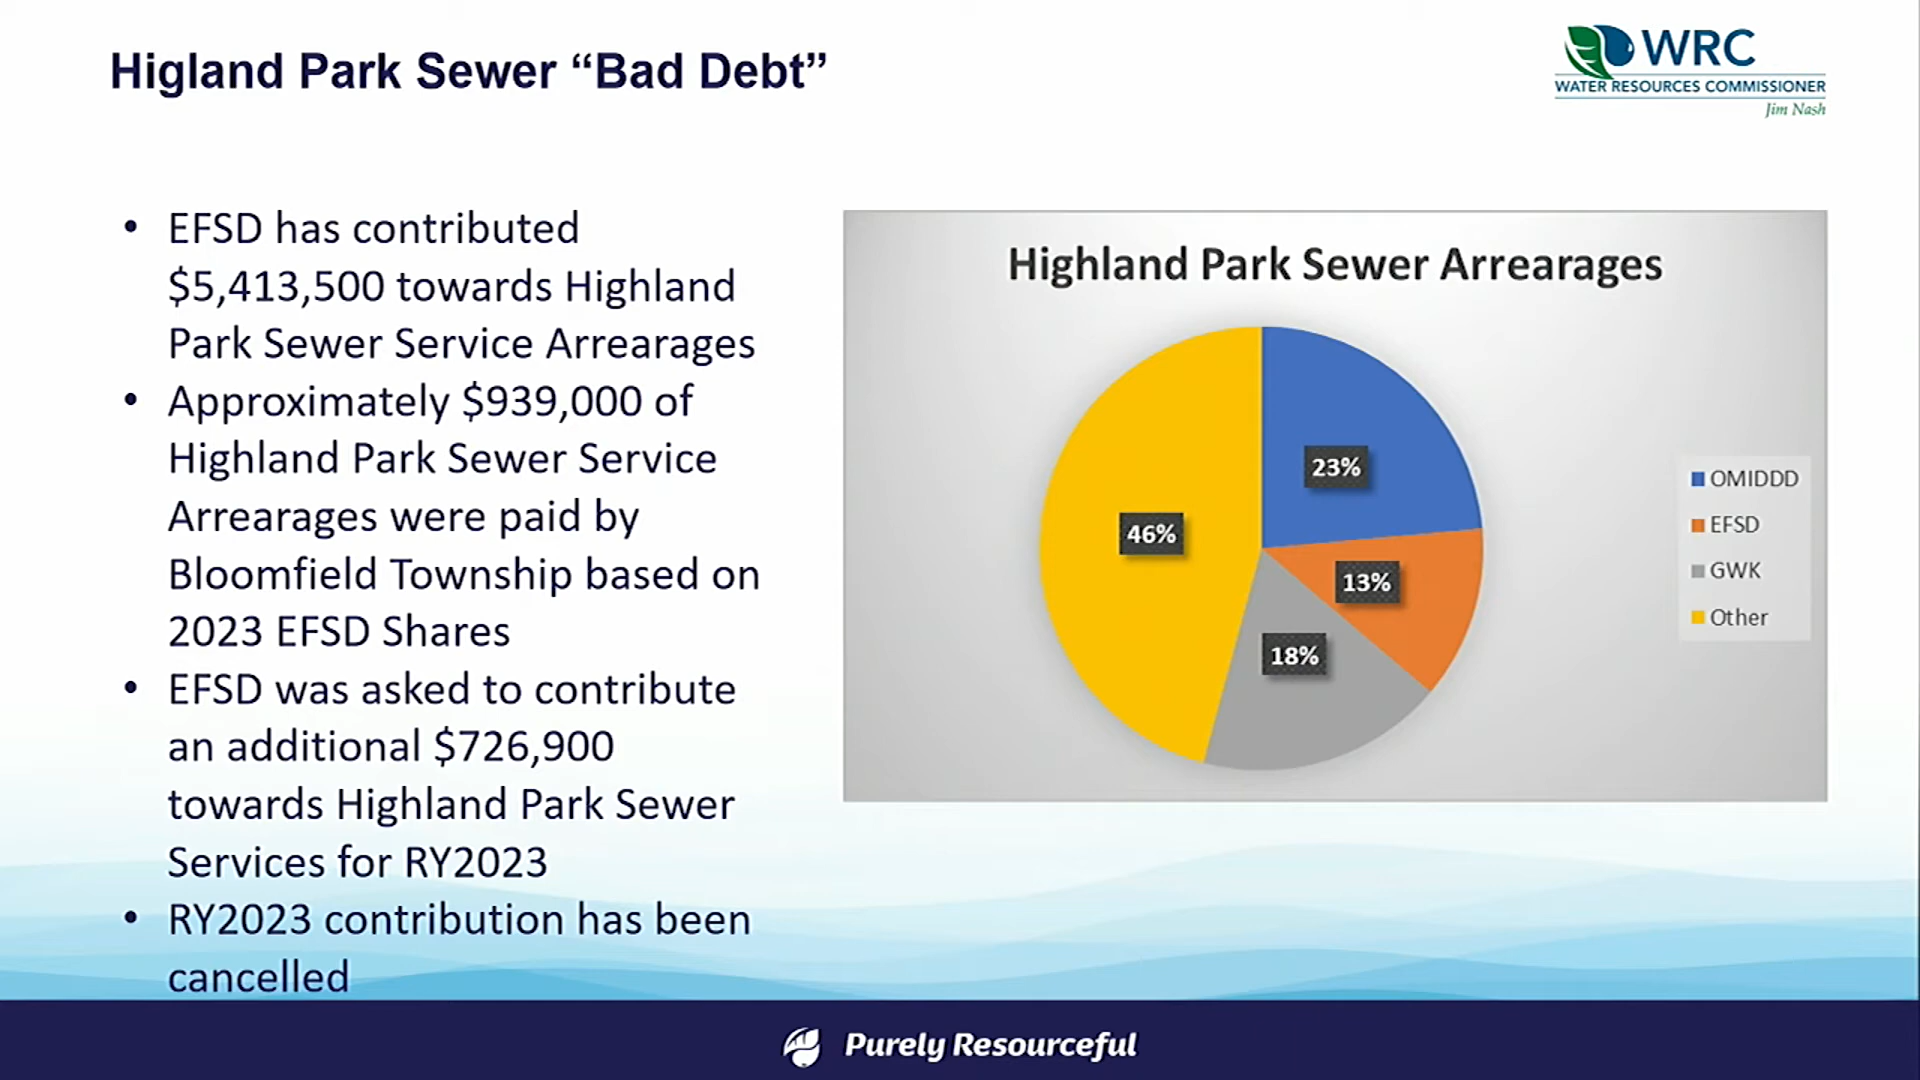 Higland Park Sewer “Bad Debt”
WRC
WATER RESOURCES COMMISSIONER
Jim Nash
• EFSD has contributed
$5,413,500 towards Highland
Park Sewer Service Arrearages
• Approximately $939,000 of
Highland Park Sewer Service
Arrearages were paid by
Bloomfield Township based on
2023 EFSD Shares
• EFSD was asked to contribute
an additional $726,900
towards Highland Park Sewer
Services for RY2023
• RY2023 contribution has been
cancelled
Highland Park Sewer Arrearages
23%
46%
13%
18%
OMIDDD
EFSD
GWK
Other
Purely Resourceful